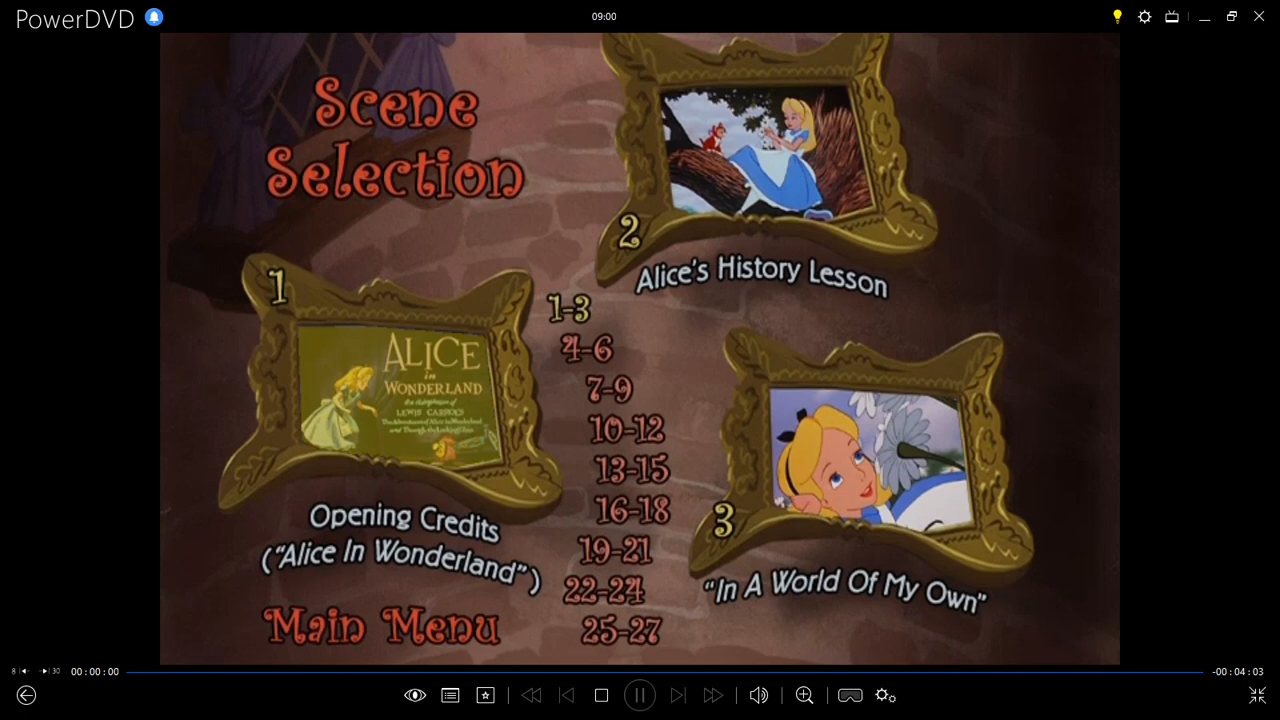 PowerDVD
09:00
Scene
Selection
2
Alice's History Lesson
1
ALICE
in
WONDERLAND
LEWIS CARROLL'S
Opening Credits
("Alice In Wonderland")
1-3
4-6
7-9
10-12
13-15
16-18
19-21
22-24
25-27
3
"In A World Of My Own"
Main Menu
8
30
00:00:00
-00:04:03